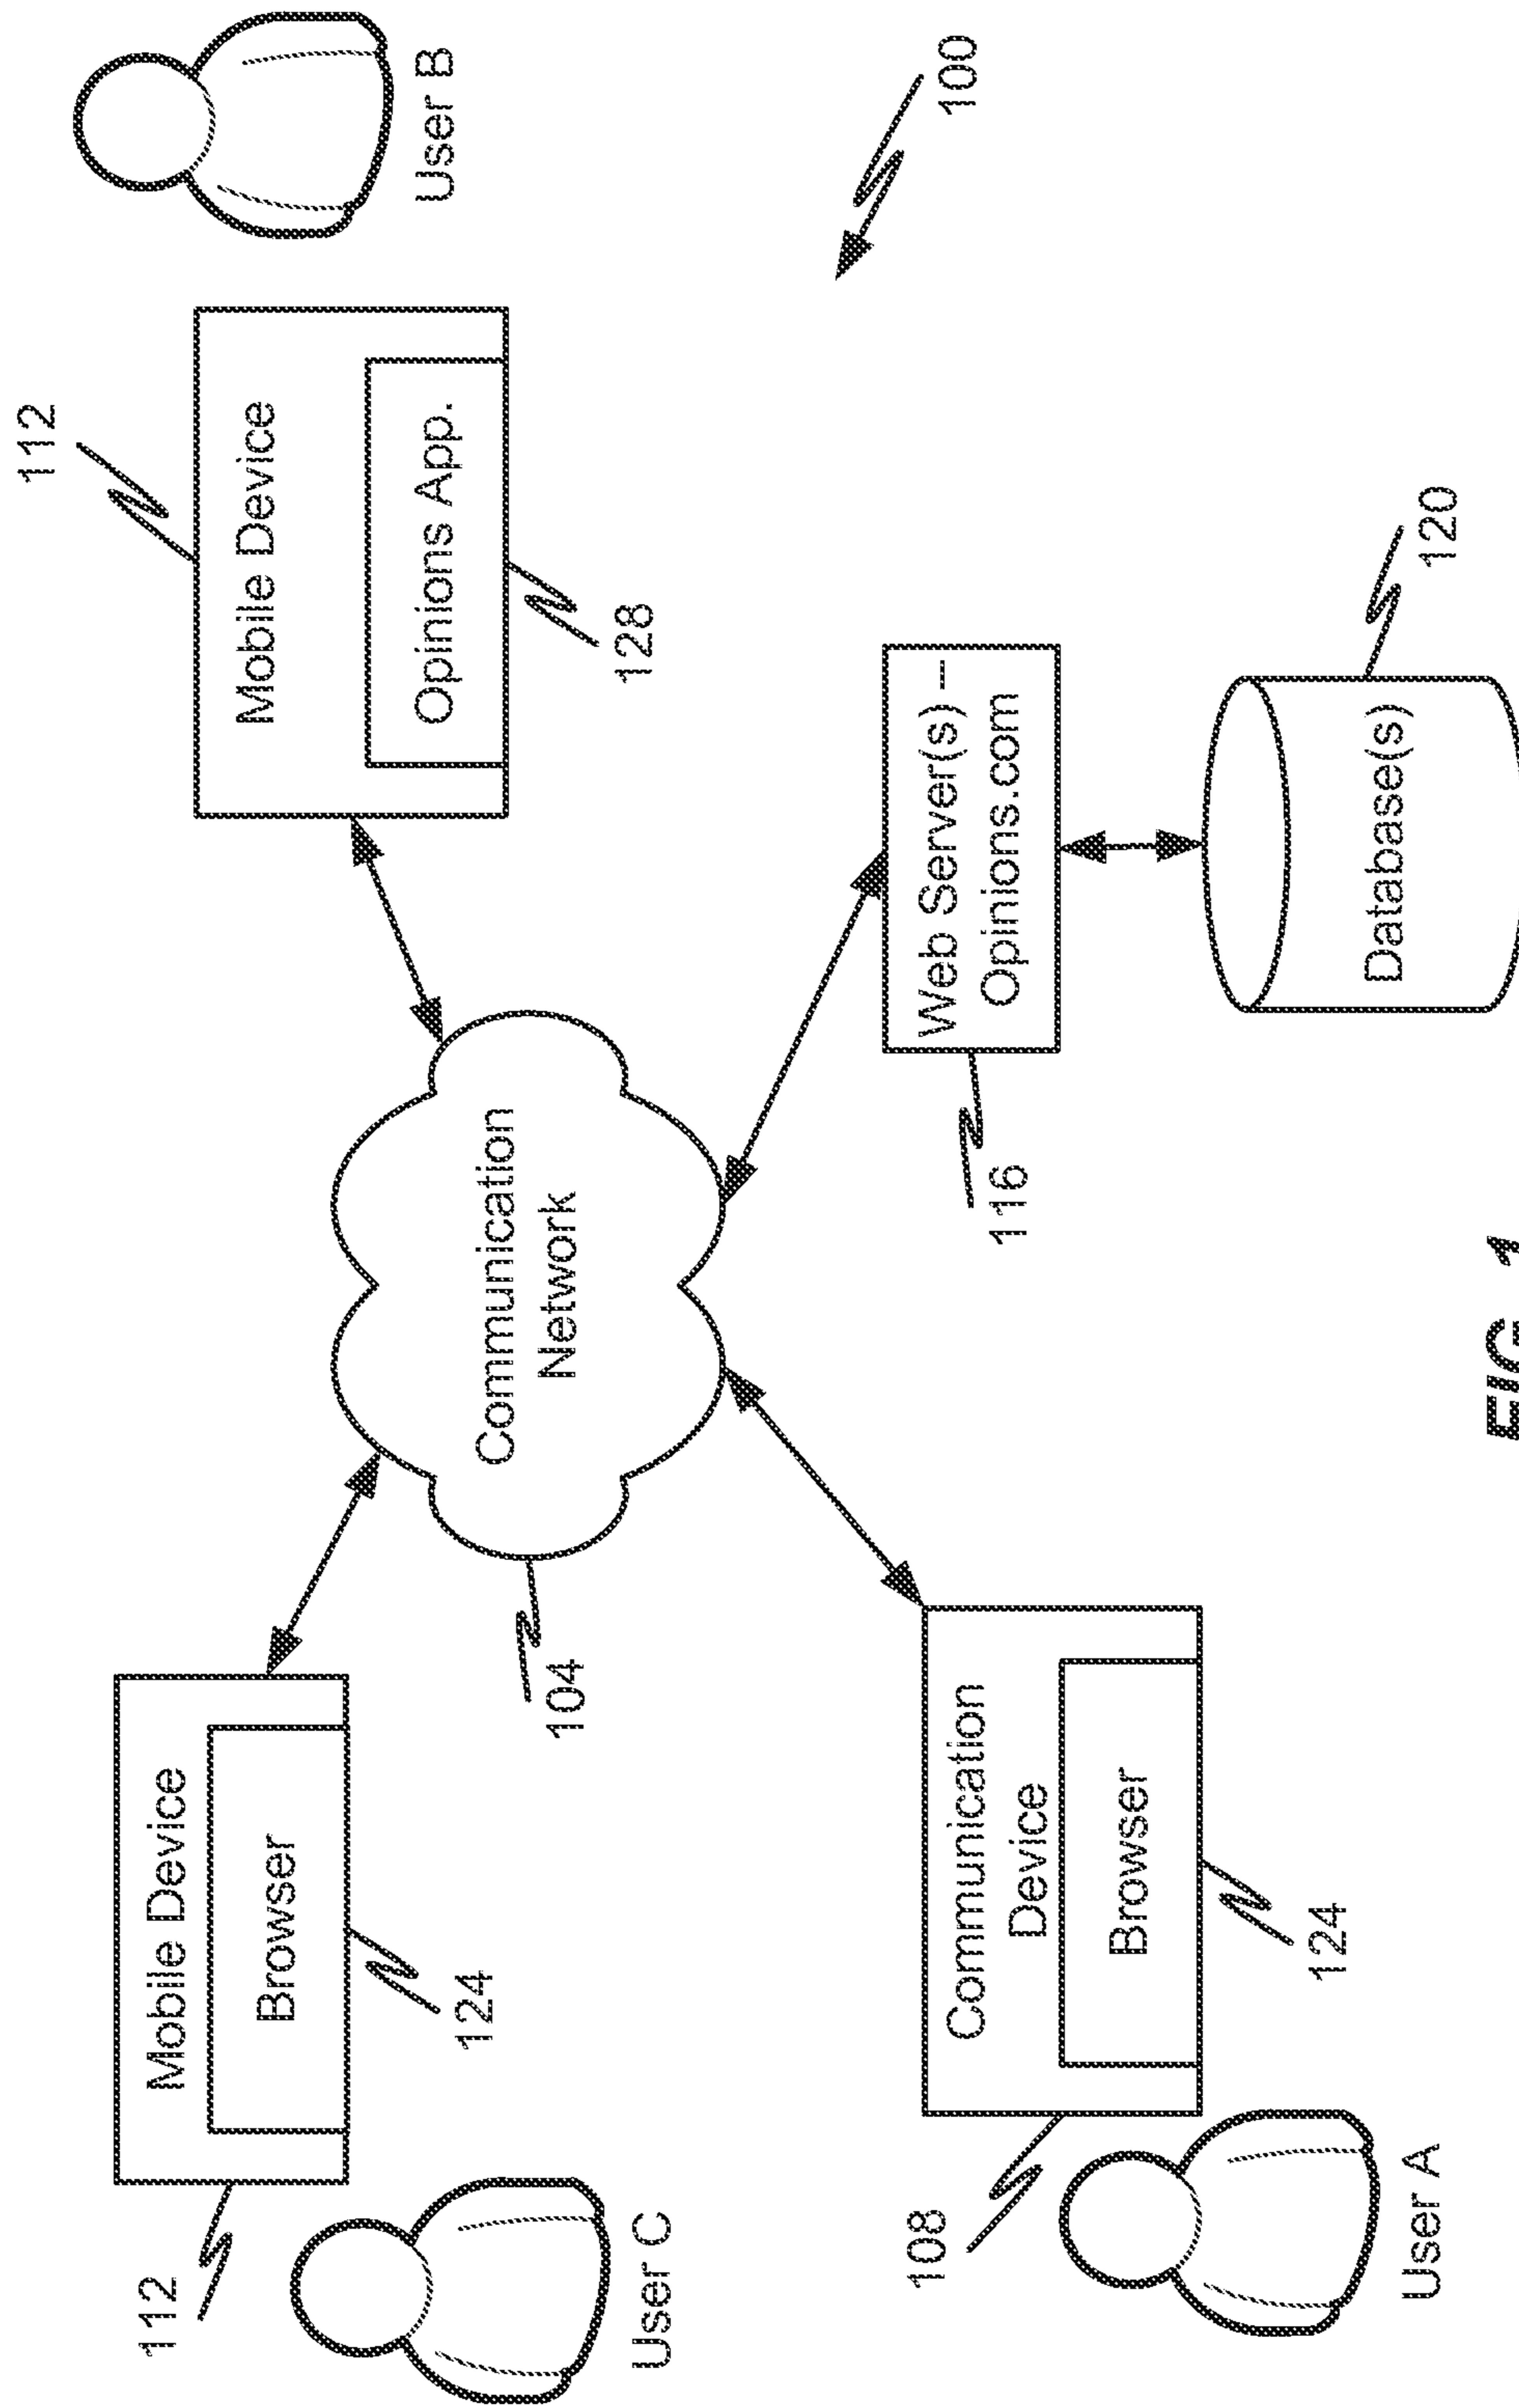 112
Mobile Device
Browser
124
User C
104
Communication
Network
112
Mobile Device
Opinions App.
128
User B
100
108
Communication
Device
Browser
124
User A
116
Web Server(s) –
Opinions.com
Database(s)
120
FIG. 1